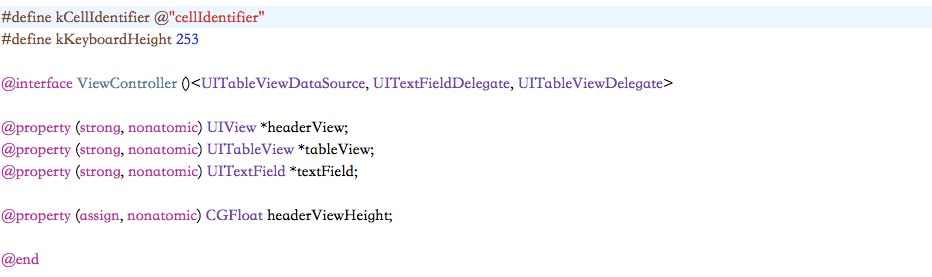 #define kCellIdentifier @"cellIdentifier"
#define kKeyboardHeight 253
@interface ViewController ()<UITableViewDataSource, UITextFieldDelegate, UITableViewDelegate>
@property (strong, nonatomic) UIView *headerView;
@property (strong, nonatomic) UITableView *tableView;
@property (strong, nonatomic) UITextField *textField;
@property (assign, nonatomic) CGFloat headerViewHeight;
@end